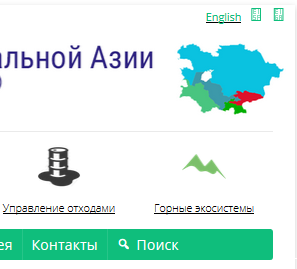 English
альной Азии
Управление отходами
Горные экосистемы
ея Контакты Поиск